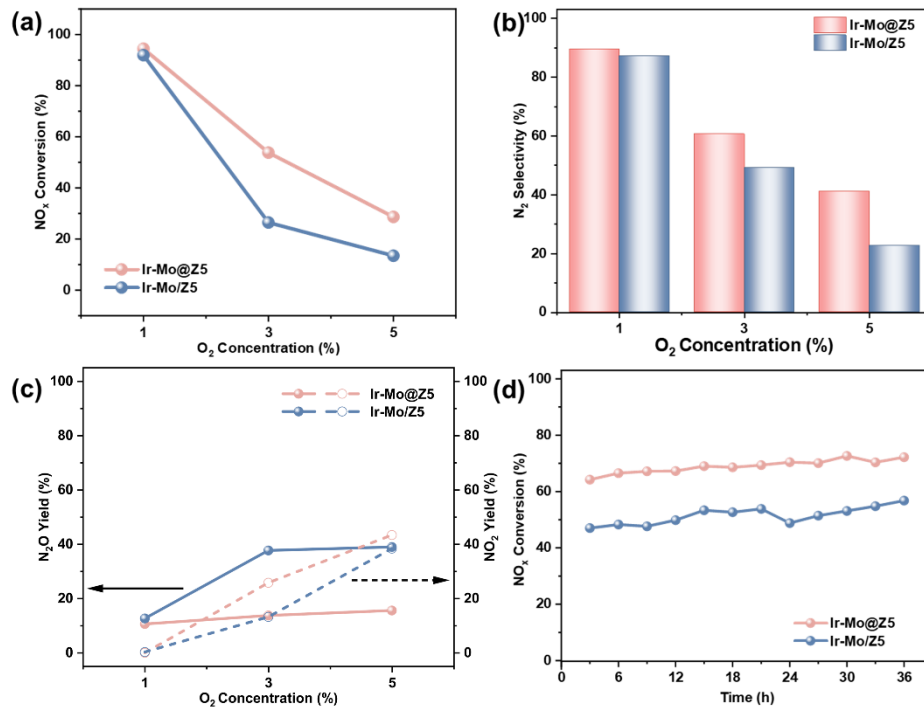 (a)
100
80
60
40
20
0
NOₓ Conversion (%)
Ir-Mo@Z5
Ir-Mo/Z5
1 3 5
O₂ Concentration (%)
(b)
100
80
60
40
20
0
N₂ Selectivity (%)
Ir-Mo@Z5
Ir-Mo/Z5
1 3 5
O₂ Concentration (%)
(c)
100
80
60
40
20
0
N₂O Yield (%)
Ir-Mo@Z5
Ir-Mo/Z5
100
80
60
40
20
0
NO₂ Yield (%)
1 3 5
O₂ Concentration (%)
(d)
100
80
60
40
20
0
NOₓ Conversion (%)
Ir-Mo@Z5
Ir-Mo/Z5
0 6 12 18 24 30 36
Time (h)